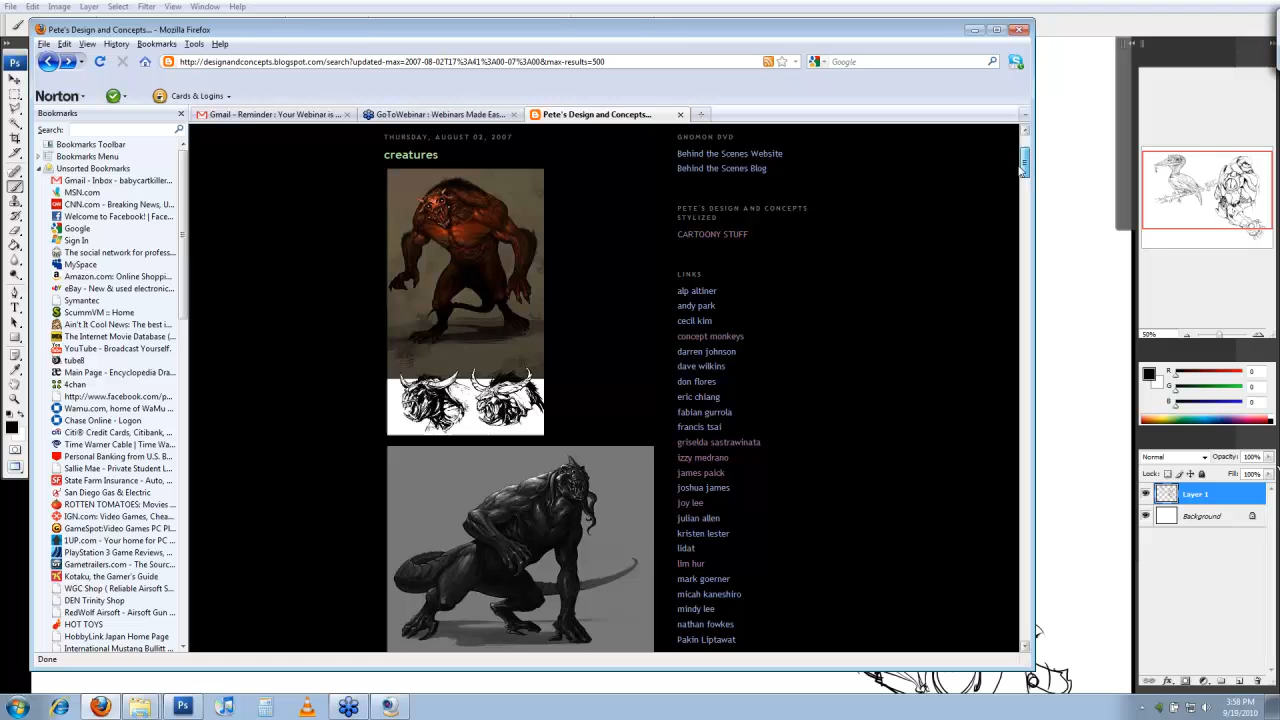 File Edit Image Layer Select Filter View Window Help
Pete's Design and Concepts... - Mozilla Firefox
File Edit View History Bookmarks Tools Help
http://designandconcepts.blogspot.com/search?updated-max=2007-08-02T17%3A41%3A00-07%3A00&max-results=500
Google
Norton
Cards & Logins
Bookmarks
Gmail - Reminder : Your Webinar is ...
GoToWebinar : Webinars Made Eas...
Pete's Design and Concepts...
Search:
Bookmarks Toolbar
Bookmarks Menu
Unsorted Bookmarks
Gmail - Inbox - babycartkiller...
MSN.com
CNN.com - Breaking News, U...
Welcome to Facebook! | Face...
Google
Sign In
The social network for profess...
MySpace
Amazon.com: Online Shoppi...
eBay - New & used electronic...
Symantec
ScummVM :: Home
Ain't It Cool News: The best i...
The Internet Movie Database (...
YouTube - Broadcast Yourself.
tube8
Main Page - Encyclopedia Dra...
4chan
http://www.facebook.com/p...
Wamu.com, home of WaMu ...
Chase Online - Logon
Citi® Credit Cards, Citibank, ...
Time Warner Cable | Time Wa...
Personal Banking from U.S. B...
Sallie Mae - Private Student L...
State Farm Insurance - Auto, ...
San Diego Gas & Electric
ROTTEN TOMATOES: Movies ...
IGN.com: Video Games, Chea...
GameSpot:Video Games PC Pl...
1UP.com - Your home for PC ...
PlayStation 3 Game Reviews, ...
Gametrailers.com - The Sourc...
Kotaku, the Gamer's Guide
WGC Shop ( Reliable Airsoft S...
DEN Trinity Shop
RedWolf Airsoft - Airsoft Gun ...
HOT TOYS
HobbyLink Japan Home Page
International Mustang Bullitt ...
THURSDAY, AUGUST 02, 2007
creatures
GNOMON DVD
Behind the Scenes Website
Behind the Scenes Blog
PETE'S DESIGN AND CONCEPTS
STYLIZED
CARTOONY STUFF
LINKS
alp altiner
andy park
cecil kim
concept monkeys
darren johnson
dave wilkins
don flores
eric chiang
fabian gurrola
francis tsai
griselda sastrawinata
izzy medrano
james paick
joshua james
joy lee
julian allen
kristen lester
lidat
lim hur
mark goerner
micah kaneshiro
mindy lee
nathan fowkes
Pakin Liptawat
Done
Ps
50%
R 0
G 0
B 0
Normal Opacity: 100%
Lock: Fill: 100%
Layer 1
Background
fx
Ps
3:58 PM
9/19/2010